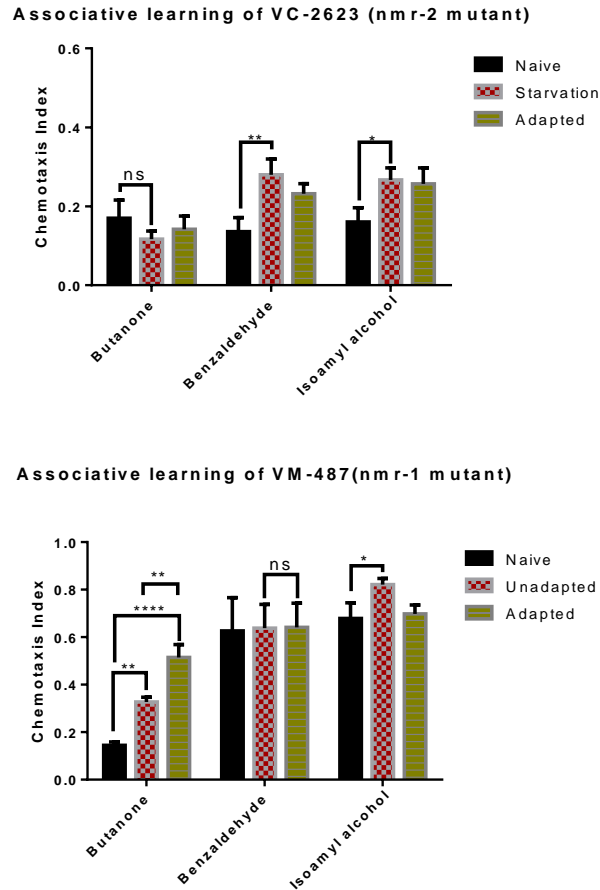 Associative learning of VC-2623 (nmr-2 mutant)
0.6
0.4
0.2
0.0
Chemotaxis Index
ns
**
*
Naive
Starvation
Adapted
Butanone
Benzaldehyde
Isoamyl alcohol
Associative learning of VM-487(nmr-1 mutant)
1.0
0.8
0.6
0.4
0.2
0.0
Chemotaxis Index
**
****
**
ns
*
Naive
Unadapted
Adapted
Butanone
Benzaldehyde
Isoamyl alcohol